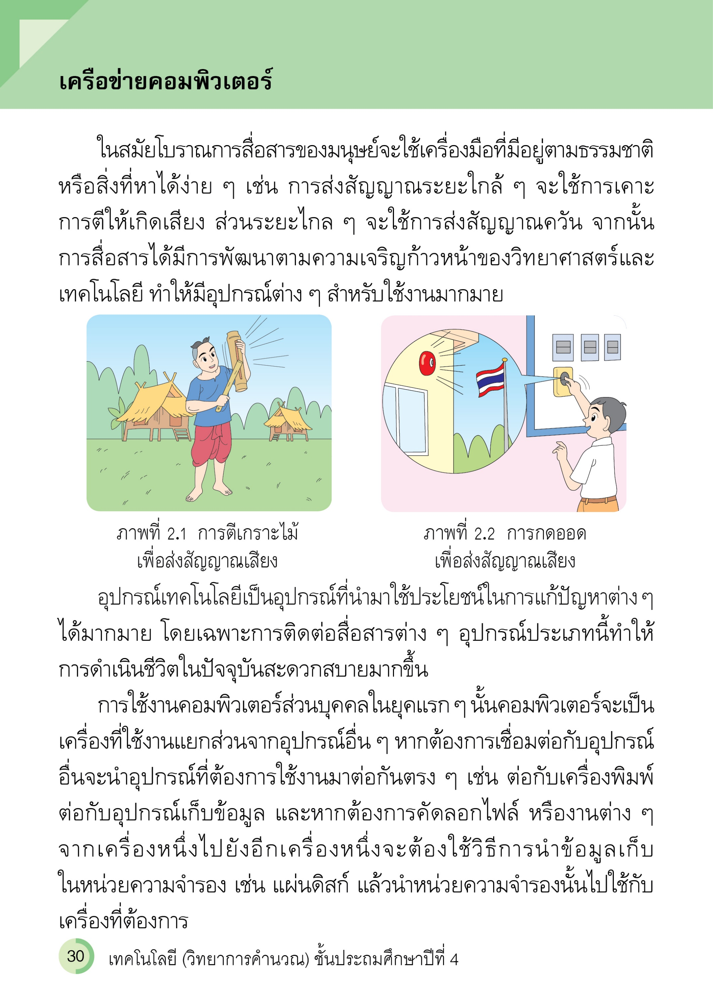 เครือข่ายคอมพิวเตอร์
ในสมัยโบราณการสื่อสารของมนุษย์จะใช้เครื่องมือที่มีอยู่ตามธรรมชาติ
หรือสิ่งที่หาได้ง่าย ๆ เช่น การส่งสัญญาณระยะใกล้ ๆ จะใช้การเคาะ
การตีให้เกิดเสียง ส่วนระยะไกล ๆ จะใช้การส่งสัญญาณควัน จากนั้น
การสื่อสารได้มีการพัฒนาตามความเจริญก้าวหน้าของวิทยาศาสตร์และ
เทคโนโลยี ทำให้มีอุปกรณ์ต่าง ๆ สำหรับใช้งานมากมาย
ภาพที่ 2.1 การตีเกราะไม้
เพื่อส่งสัญญาณเสียง
ภาพที่ 2.2 การกดออด
เพื่อส่งสัญญาณเสียง
อุปกรณ์เทคโนโลยีเป็นอุปกรณ์ที่นำมาใช้ประโยชน์ในการแก้ปัญหาต่าง ๆ
ได้มากมาย โดยเฉพาะการติดต่อสื่อสารต่าง ๆ อุปกรณ์ประเภทนี้ทำให้
การดำเนินชีวิตในปัจจุบันสะดวกสบายมากขึ้น
การใช้งานคอมพิวเตอร์ส่วนบุคคลในยุคแรก ๆ นั้นคอมพิวเตอร์จะเป็น
เครื่องที่ใช้งานแยกส่วนจากอุปกรณ์อื่น ๆ หากต้องการเชื่อมต่อกับอุปกรณ์
อื่นจะนำอุปกรณ์ที่ต้องการใช้งานมาต่อกันตรง ๆ เช่น ต่อกับเครื่องพิมพ์
ต่อกับอุปกรณ์เก็บข้อมูล และหากต้องการคัดลอกไฟล์ หรืองานต่าง ๆ
จากเครื่องหนึ่งไปยังอีกเครื่องหนึ่งจะต้องใช้วิธีการนำข้อมูลเก็บ
ในหน่วยความจำรอง เช่น แผ่นดิสก์ แล้วนำหน่วยความจำรองนั้นไปใช้กับ
เครื่องที่ต้องการ
30 เทคโนโลยี (วิทยาการคำนวณ) ชั้นประถมศึกษาปีที่ 4